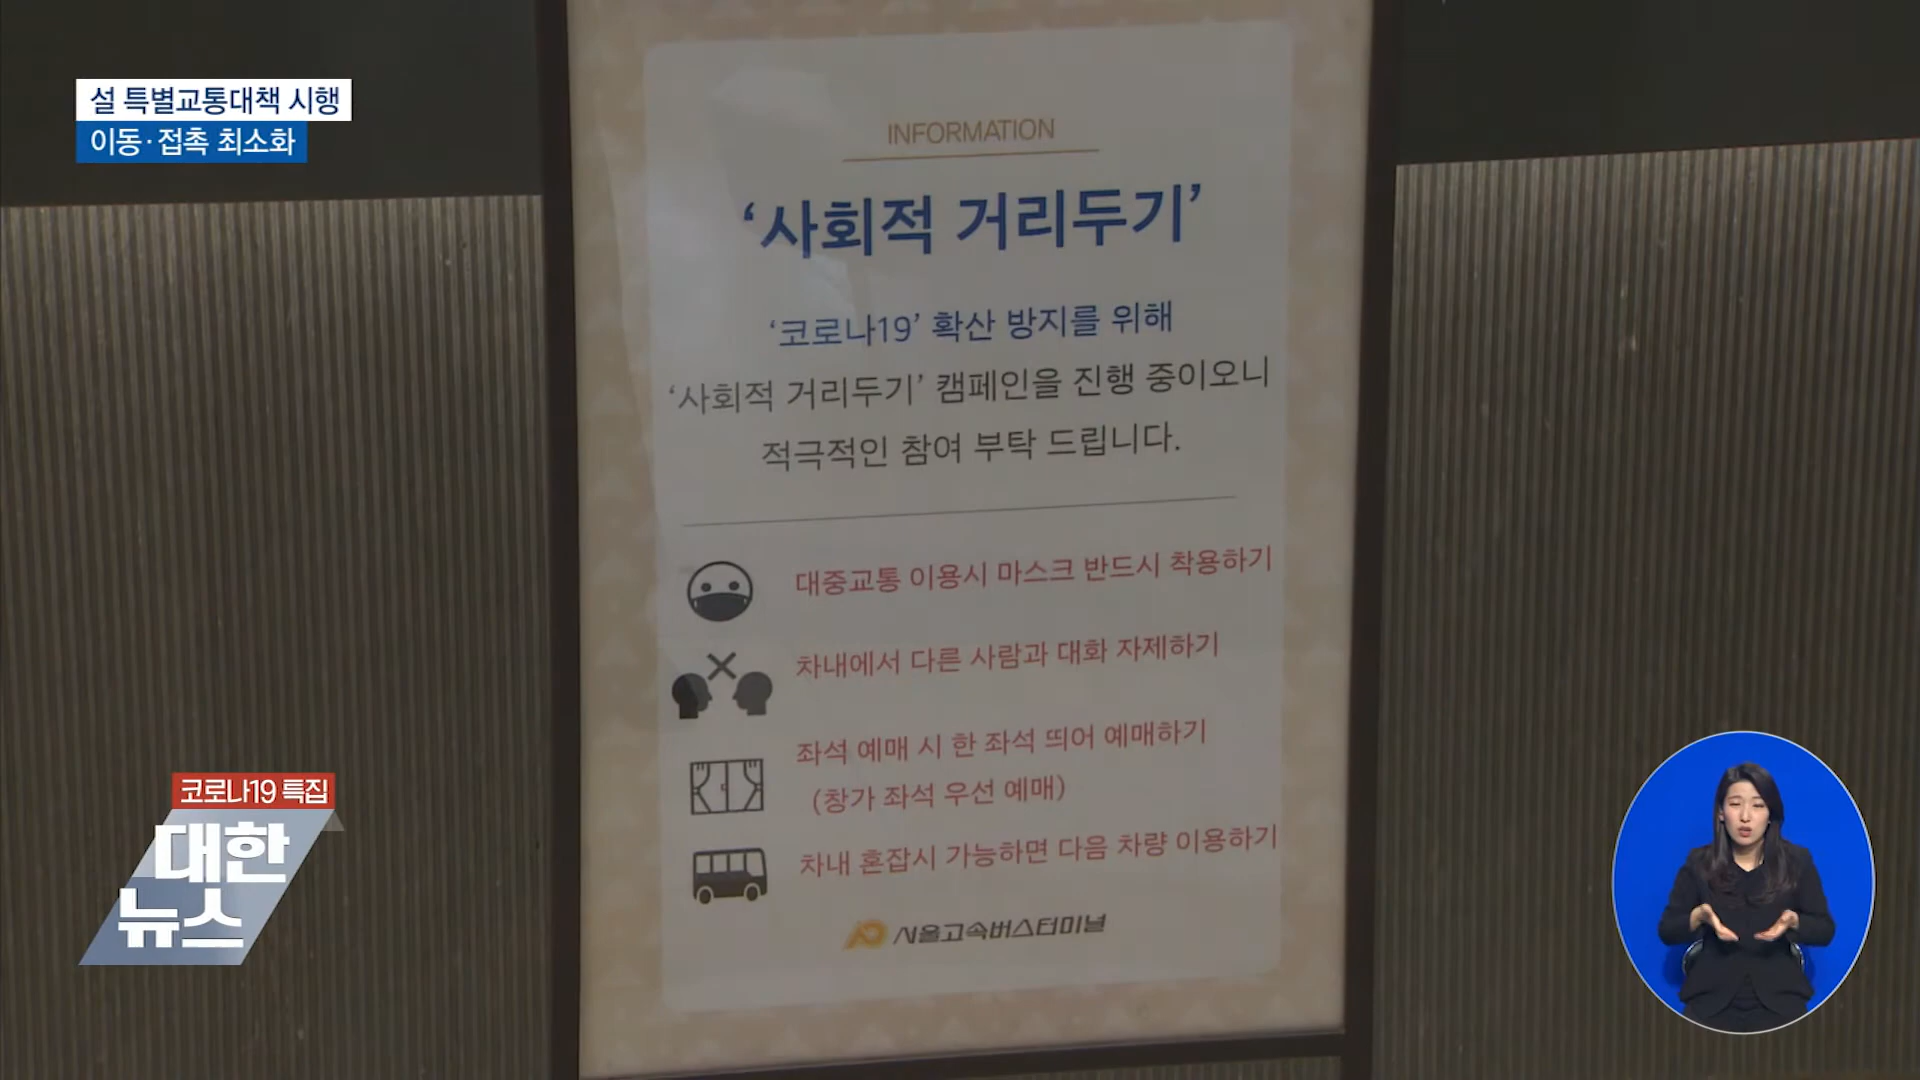 설 특별교통대책 시행
이동·접촉 최소화
INFORMATION
‘사회적 거리두기’
‘코로나19’ 확산 방지를 위해
‘사회적 거리두기’ 캠페인을 진행 중이오니
적극적인 참여 부탁 드립니다.
대중교통 이용시 마스크 반드시 착용하기
차내에서 다른 사람과 대화 자제하기
좌석 예매 시 한 좌석 띄어 예매하기
(창가 좌석 우선 예매)
차내 혼잡시 가능하면 다음 차량 이용하기
서울고속버스터미널
코로나19 특집
대한
뉴스